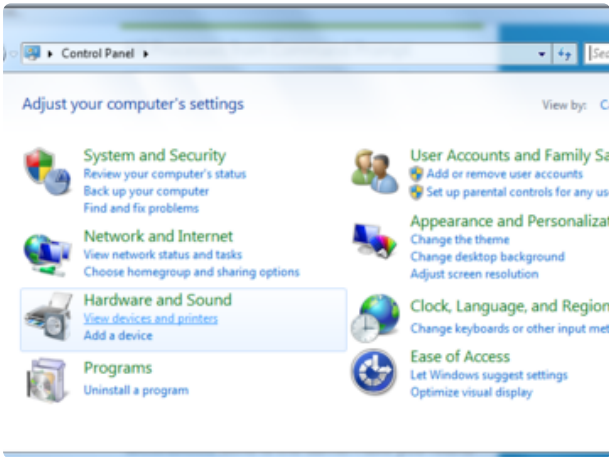 Control Panel
Adjust your computer's settings
View by:
System and Security
Review your computer's status
Back up your computer
Find and fix problems
Network and Internet
View network status and tasks
Choose homegroup and sharing options
Hardware and Sound
View devices and printers
Add a device
Programs
Uninstall a program
User Accounts and Family Sa
Add or remove user accounts
Set up parental controls for any us
Appearance and Personalizat
Change the theme
Change desktop background
Adjust screen resolution
Clock, Language, and Region
Change keyboards or other input met
Ease of Access
Let Windows suggest settings
Optimize visual display